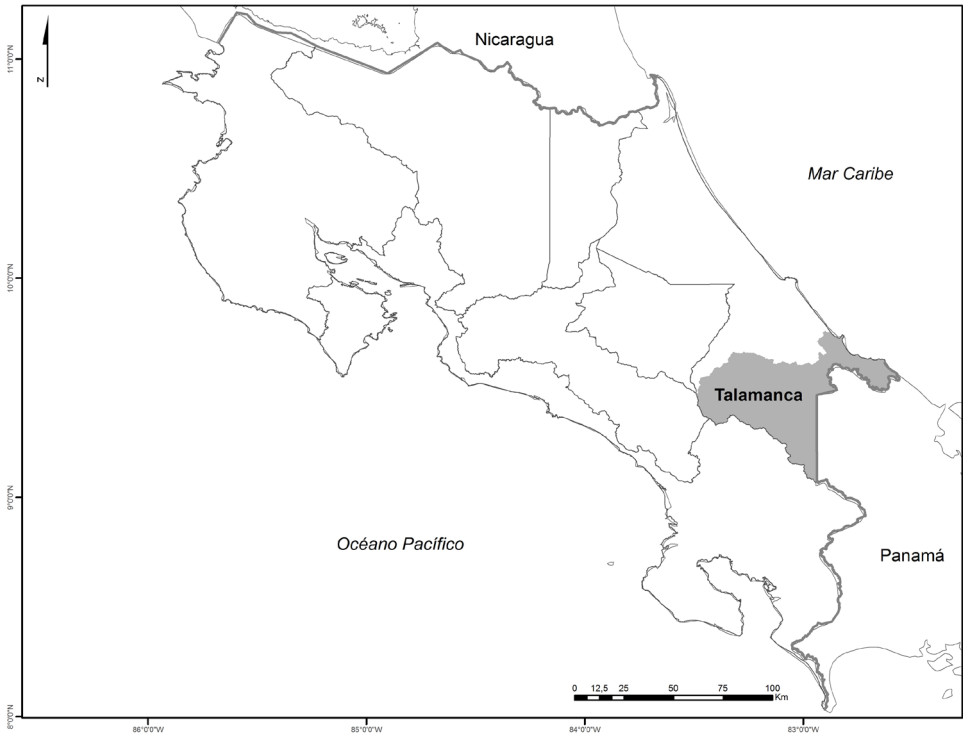 Nicaragua
11°0'0"N
N
Mar Caribe
10°0'0"N
Talamanca
9°0'0"N
Océano Pacífico
Panamá
0 12,5 25 50 75 100
Km
8°0'0"N
86°0'0"W 85°0'0"W 84°0'0"W 83°0'0"W